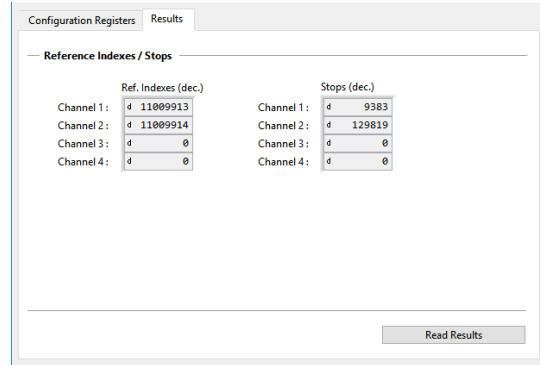 Configuration Registers Results
Reference Indexes / Stops
Ref. Indexes (dec.) Stops (dec.)
Channel 1 : d 11009913 Channel 1 : d 9383
Channel 2 : d 11009914 Channel 2 : d 129819
Channel 3 : d 0 Channel 3 : d 0
Channel 4 : d 0 Channel 4 : d 0
Read Results